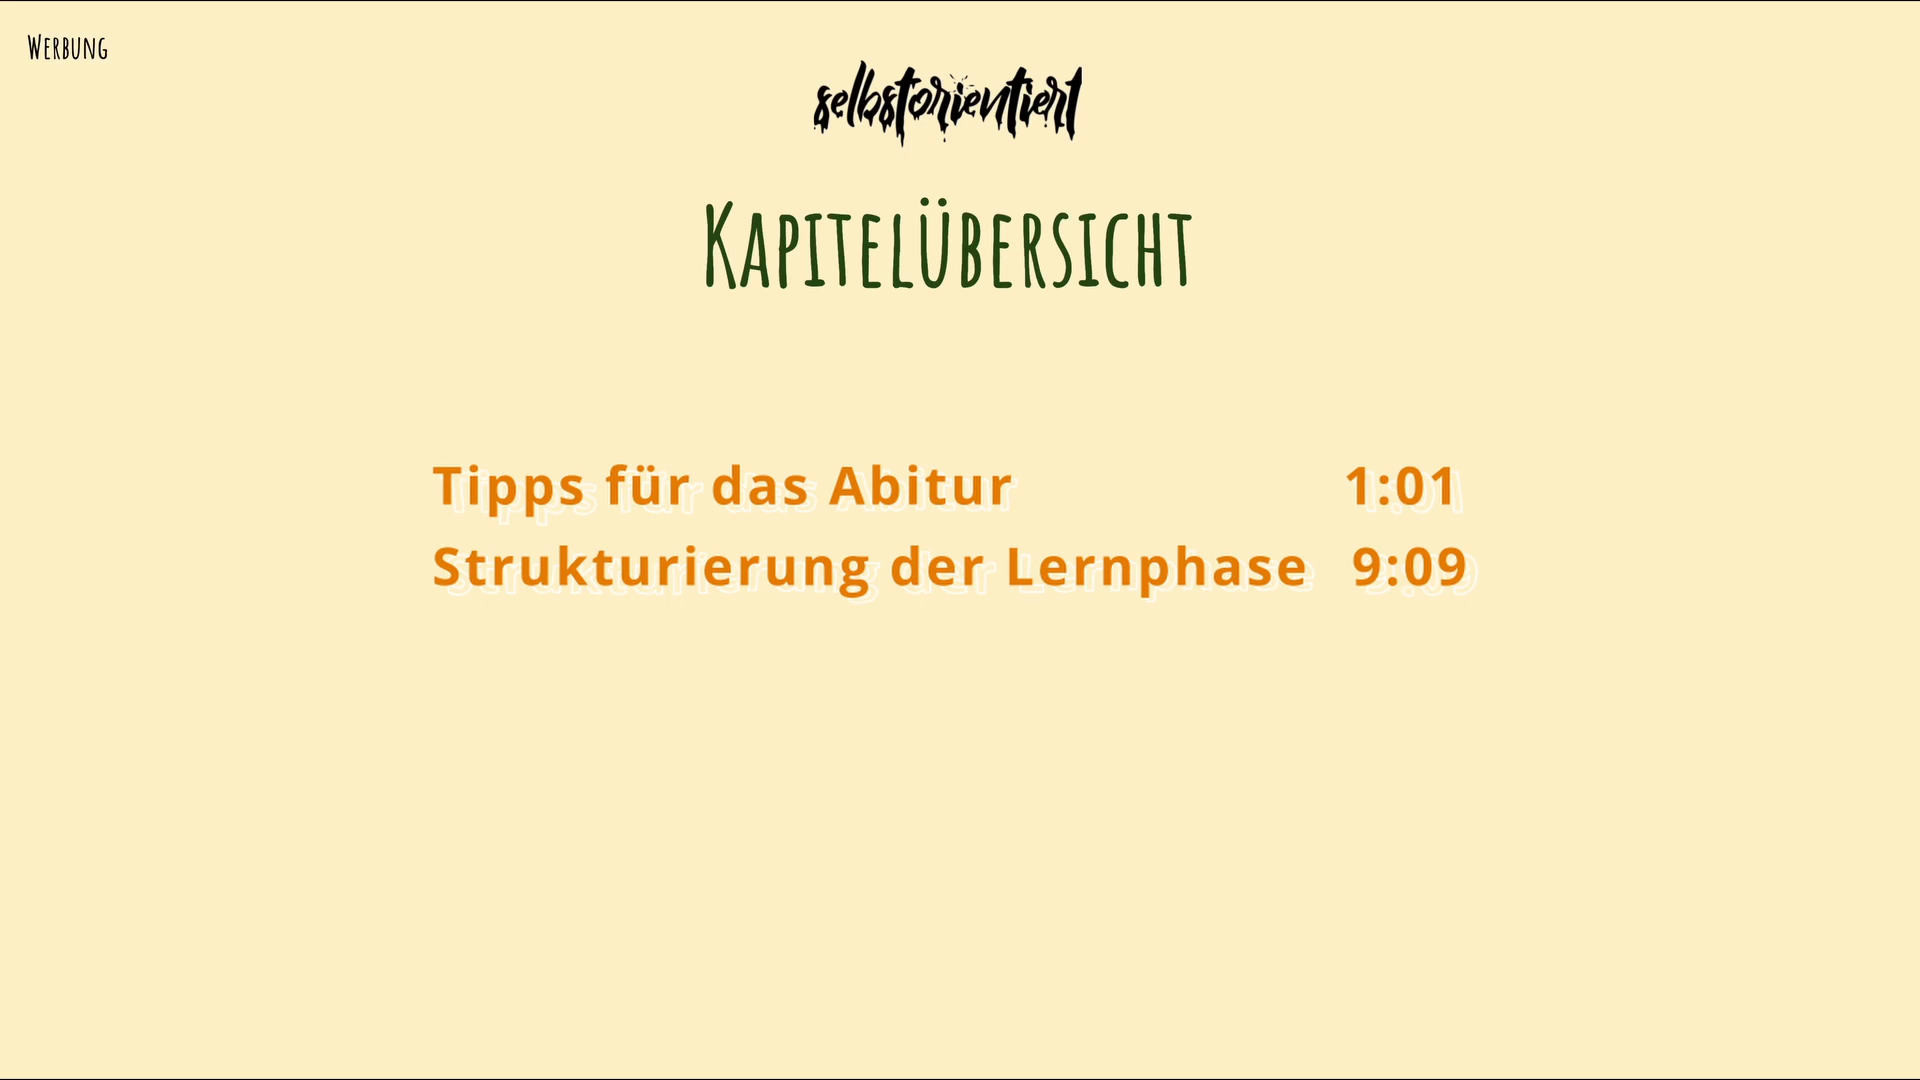 Werbung
selbstorientiert
Kapitelübersicht
Tipps für das Abitur 1:01
Strukturierung der Lernphase 9:09